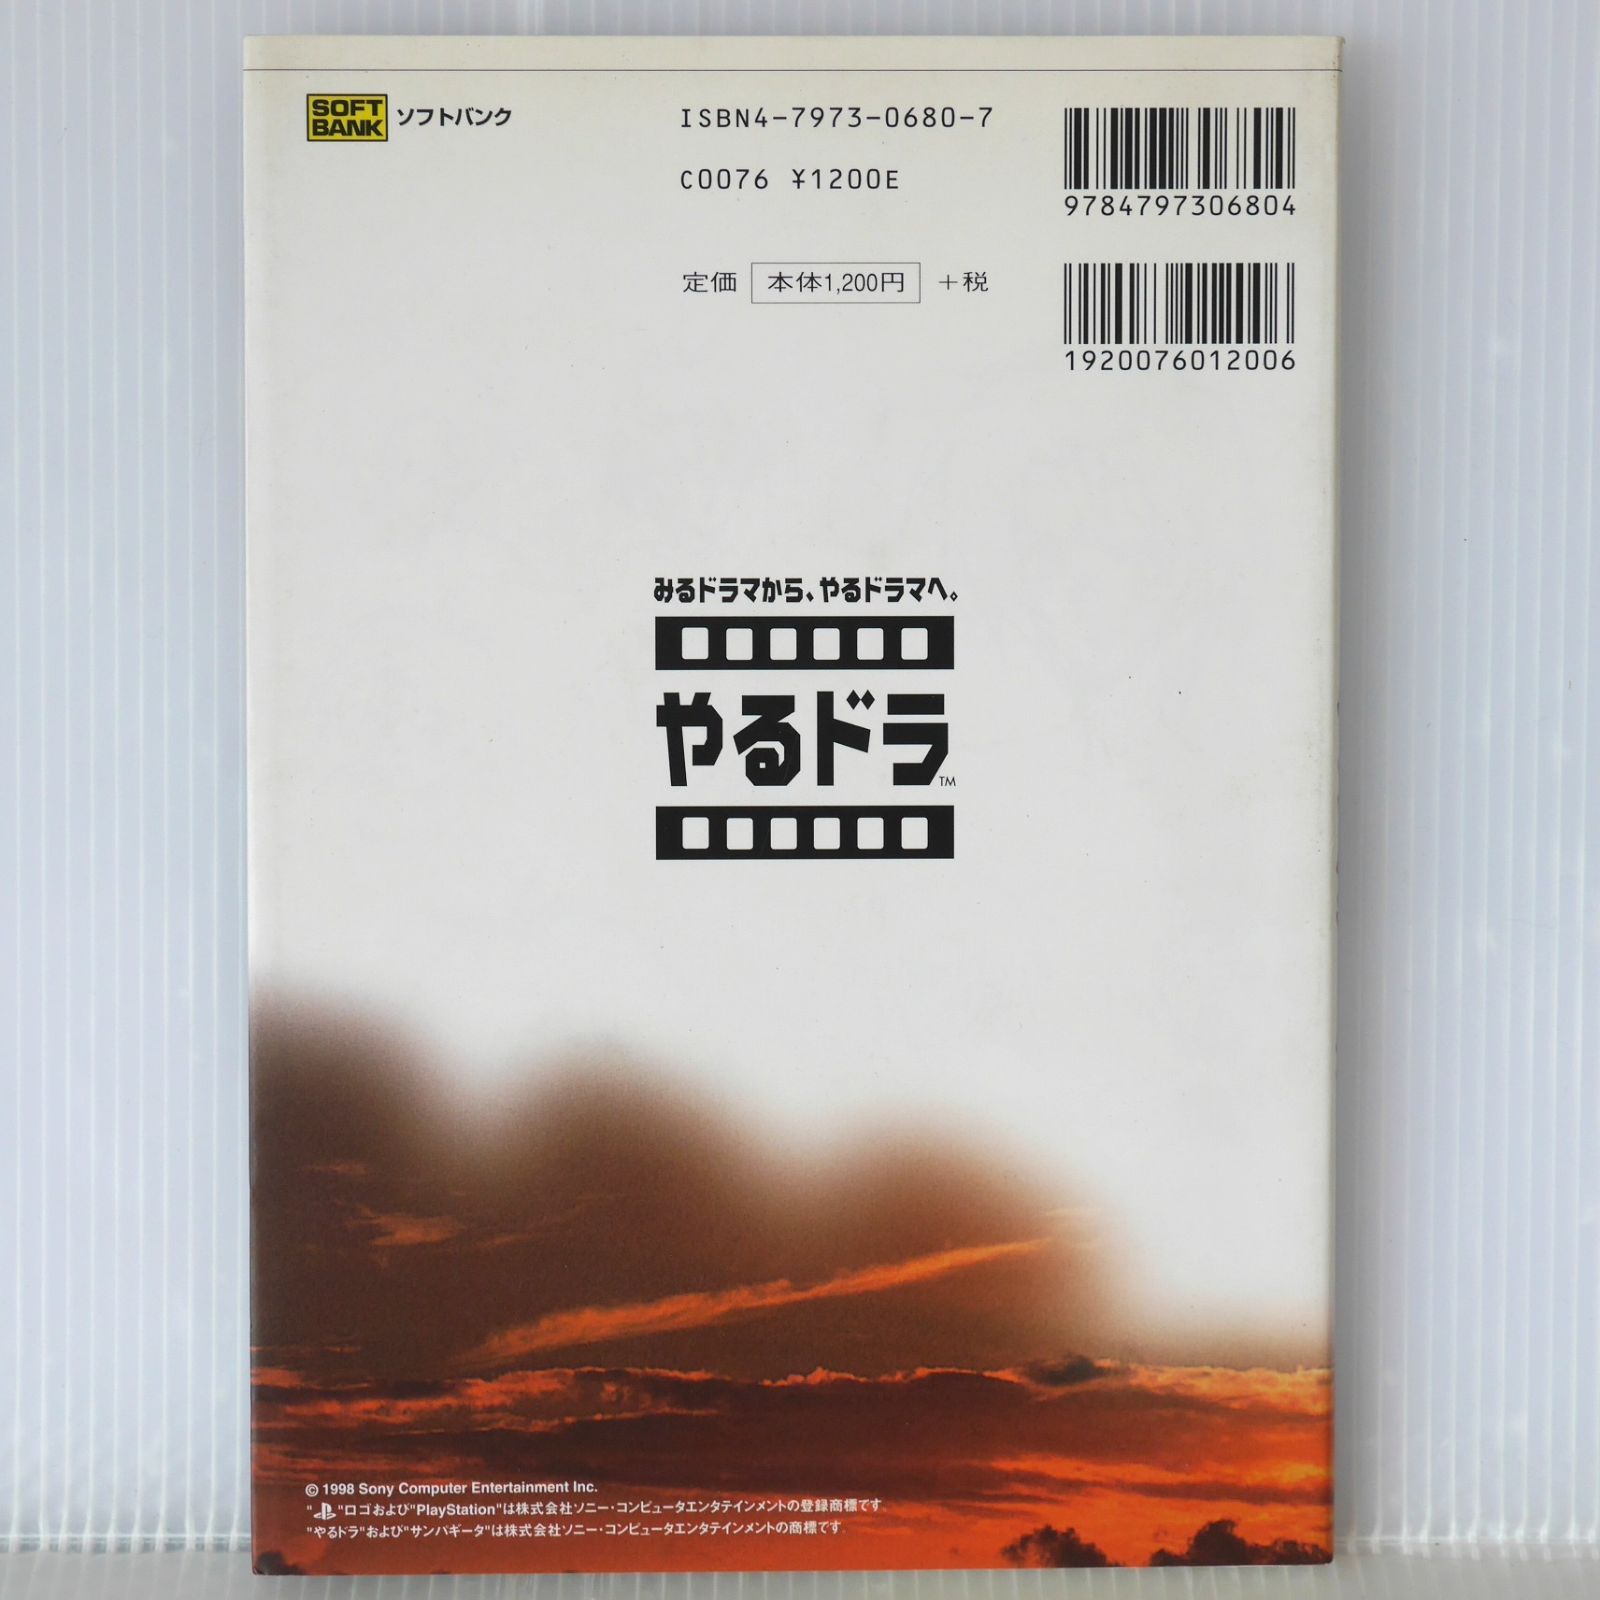 SOFT
BANK
ソフトバンク
ISBN4-7973-0680-7
C0076 ¥1200E
9784797306804
定価 本体1,200円 +税
1920076012006
みるドラマから、やるドラマへ。
やるドラ™
© 1998 Sony Computer Entertainment Inc.
" "ロゴおよび"PlayStation"は株式会社ソニー・コンピュータエンタテインメントの登録商標です。
"やるドラ"および"サンパギータ"は株式会社ソニー・コンピュータエンタテインメントの商標です。